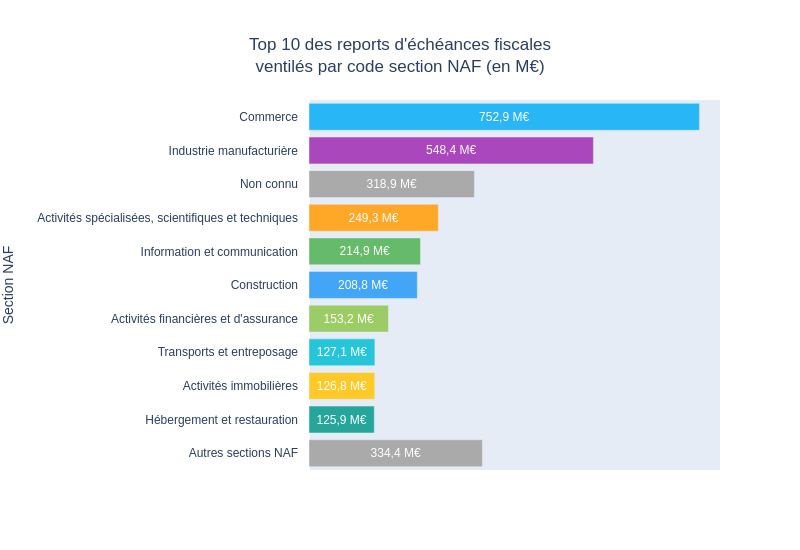 Top 10 des reports d'échéances fiscales
ventilés par code section NAF (en M€)
Section NAF
Commerce 752,9 M€
Industrie manufacturière 548,4 M€
Non connu 318,9 M€
Activités spécialisées, scientifiques et techniques 249,3 M€
Information et communication 214,9 M€
Construction 208,8 M€
Activités financières et d'assurance 153,2 M€
Transports et entreposage 127,1 M€
Activités immobilières 126,8 M€
Hébergement et restauration 125,9 M€
Autres sections NAF 334,4 M€